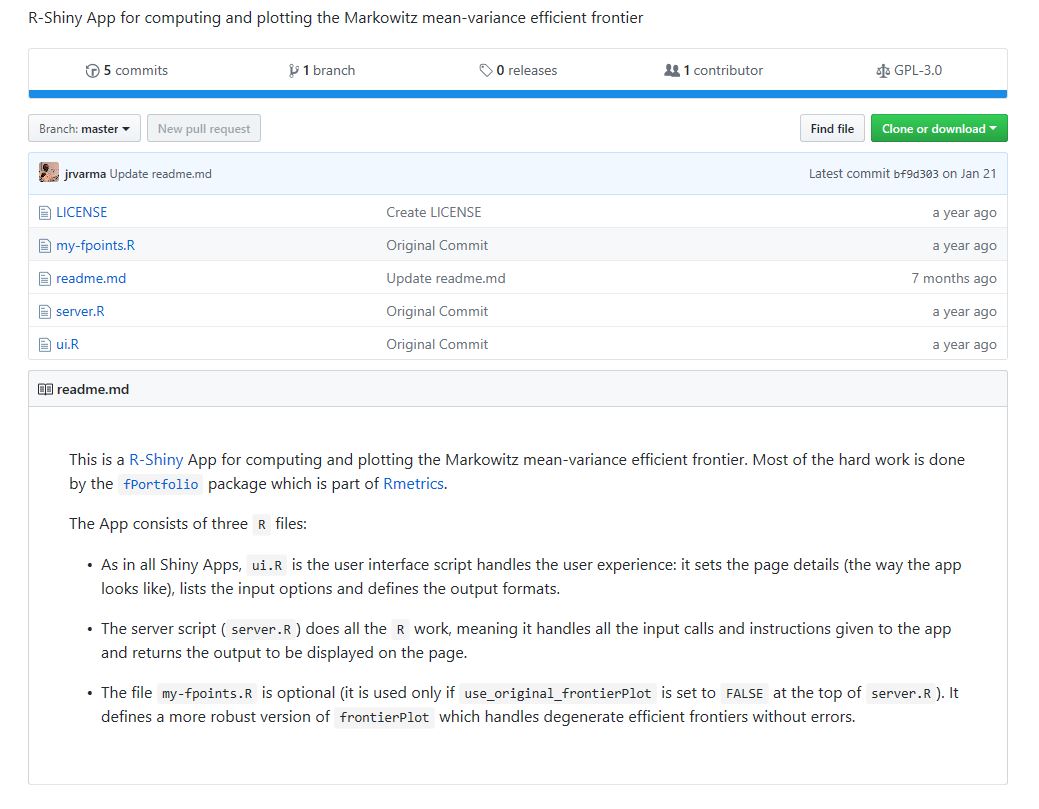 R-Shiny App for computing and plotting the Markowitz mean-variance efficient frontier
5 commits
1 branch
0 releases
1 contributor
GPL-3.0
Branch: master
New pull request
Find file
Clone or download
jrvarma Update readme.md
Latest commit bf9d303 on Jan 21
LICENSE Create LICENSE a year ago
my-fpoints.R Original Commit a year ago
readme.md Update readme.md 7 months ago
server.R Original Commit a year ago
ui.R Original Commit a year ago
readme.md
This is a R-Shiny App for computing and plotting the Markowitz mean-variance efficient frontier. Most of the hard work is done
by the fPortfolio package which is part of Rmetrics.
The App consists of three R files:
• As in all Shiny Apps, ui.R is the user interface script handles the user experience: it sets the page details (the way the app
looks like), lists the input options and defines the output formats.
• The server script ( server.R ) does all the R work, meaning it handles all the input calls and instructions given to the app
and returns the output to be displayed on the page.
• The file my-fpoints.R is optional (it is used only if use_original_frontierPlot is set to FALSE at the top of server.R ). It
defines a more robust version of frontierPlot which handles degenerate efficient frontiers without errors.